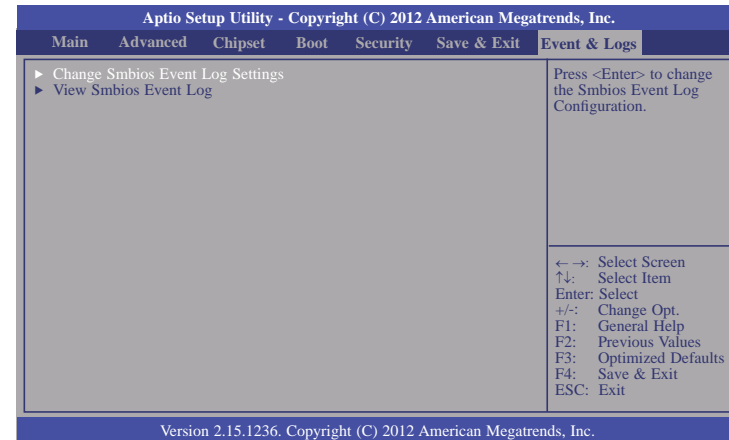 Aptio Setup Utility - Copyright (C) 2012 American Megatrends, Inc.
Main Advanced Chipset Boot Security Save & Exit Event & Logs
► Change Smbios Event Log Settings
► View Smbios Event Log
Press <Enter> to change
the Smbios Event Log
Configuration.
←→: Select Screen
↑↓: Select Item
Enter: Select
+/-: Change Opt.
F1: General Help
F2: Previous Values
F3: Optimized Defaults
F4: Save & Exit
ESC: Exit
Version 2.15.1236. Copyright (C) 2012 American Megatrends, Inc.